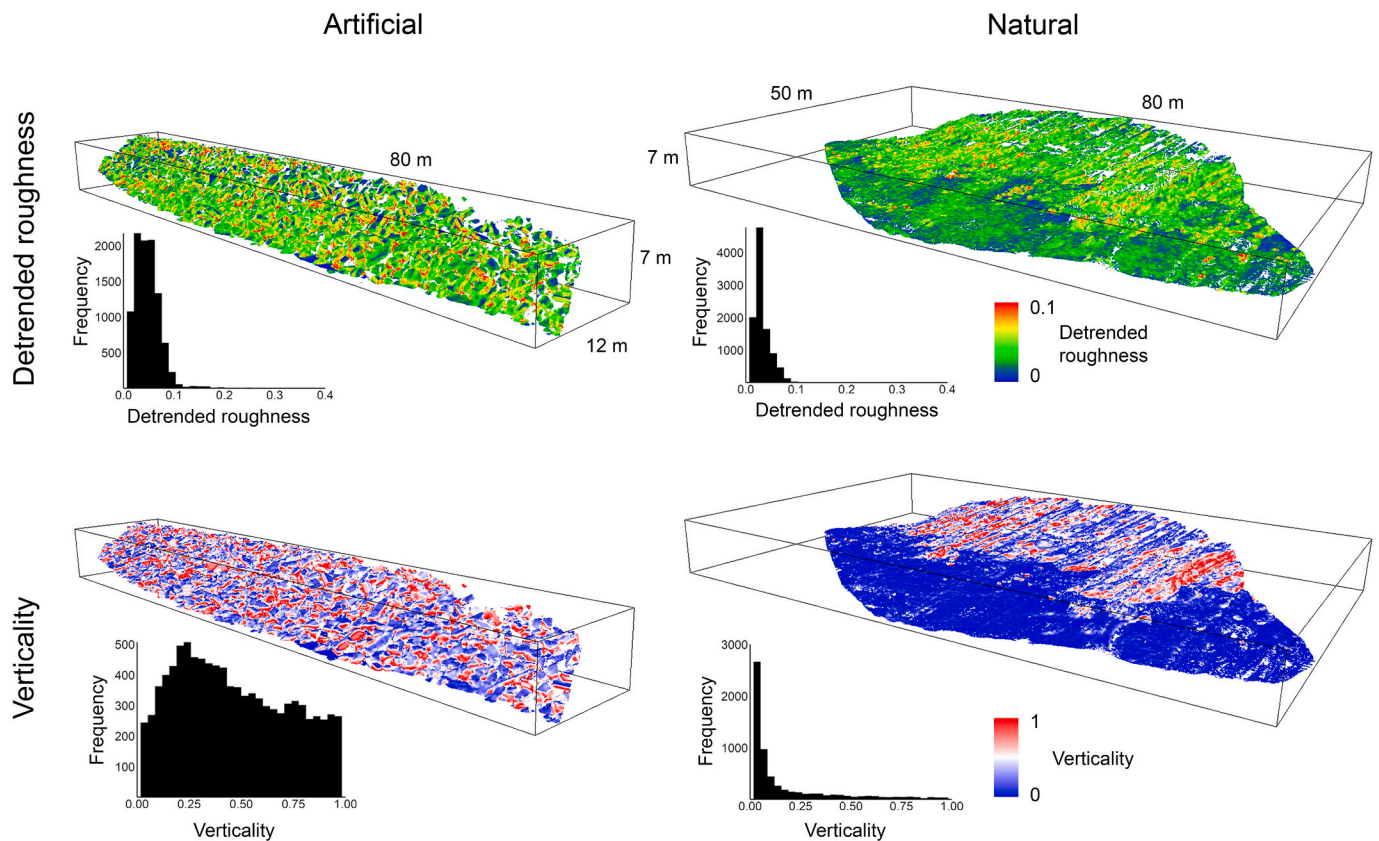 Artificial
Natural
Detrended roughness
80 m
7 m
12 m
Frequency
2000
1500
1000
500
0.0 0.1 0.2 0.3 0.4
Detrended roughness
50 m
80 m
7 m
Frequency
4000
3000
2000
1000
0.0 0.1 0.2 0.3 0.4
Detrended roughness
0.1
Detrended
roughness
0
Verticality
Frequency
500
400
300
200
100
0.00 0.25 0.50 0.75 1.00
Verticality
Frequency
3000
2000
1000
0.00 0.25 0.50 0.75 1.00
Verticality
1
Verticality
0